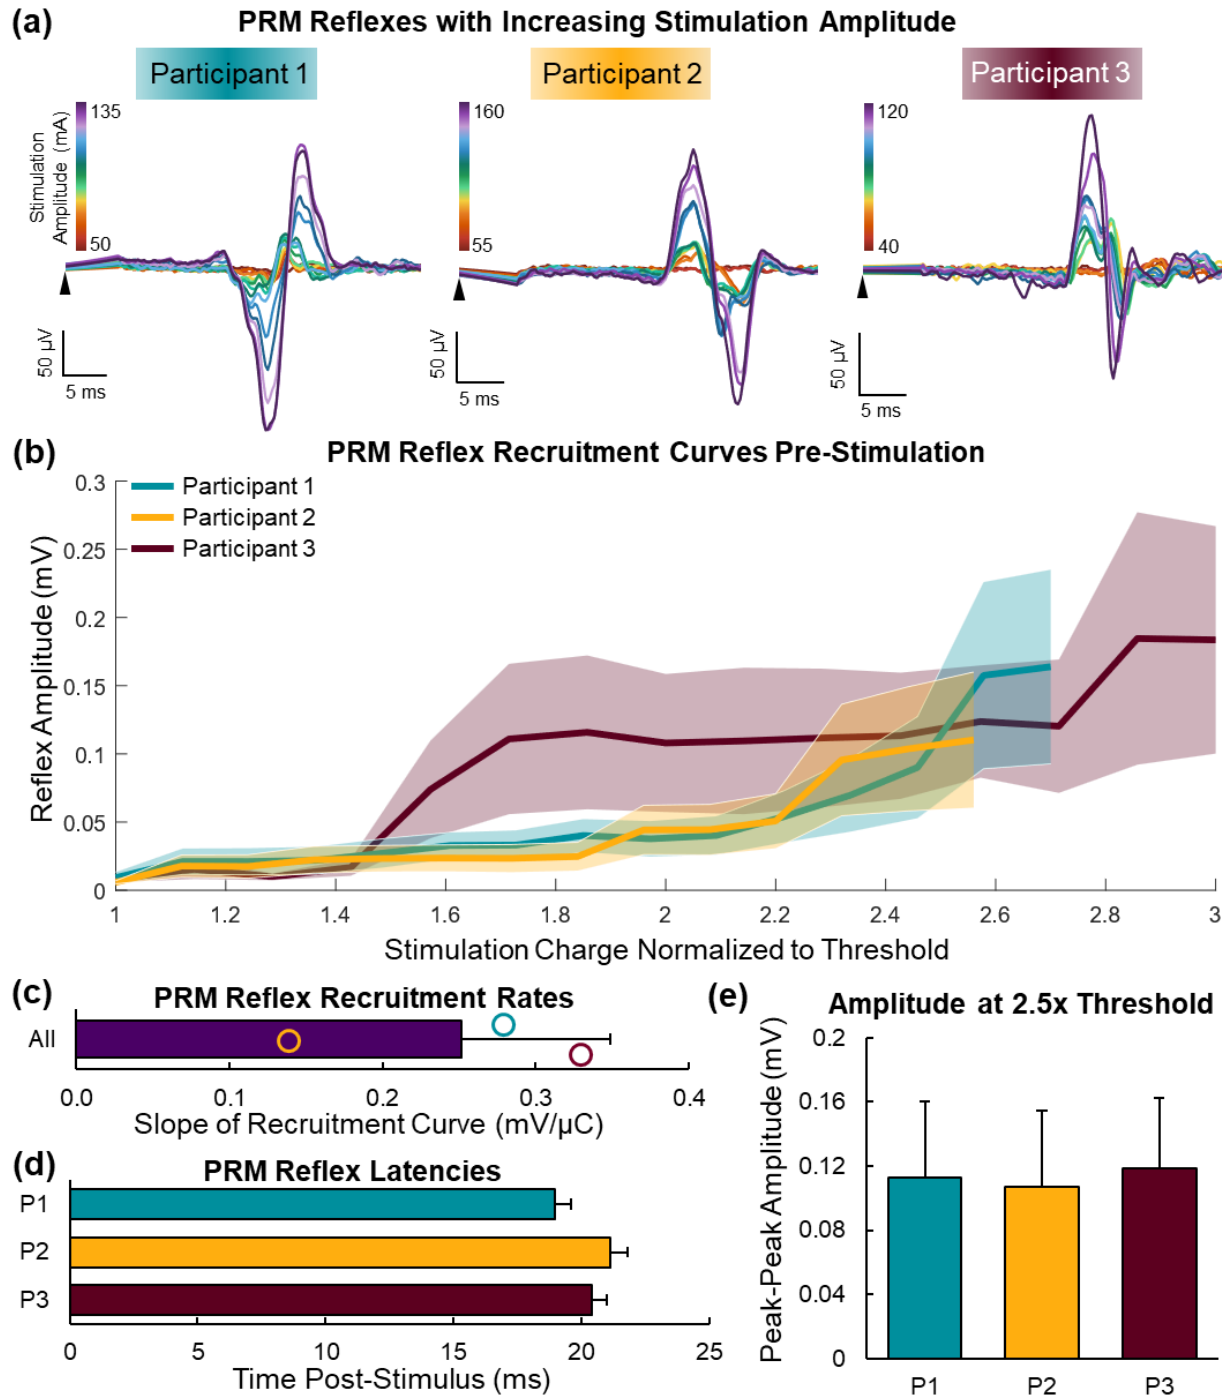 (a) PRM Reflexes with Increasing Stimulation Amplitude
Participant 1 Participant 2 Participant 3
Stimulation
Amplitude (mA)
135
50
160
55
120
40
50 µV
5 ms
50 µV
5 ms
50 µV
5 ms
(b) PRM Reflex Recruitment Curves Pre-Stimulation
Participant 1
Participant 2
Participant 3
Reflex Amplitude (mV)
0.3
0.25
0.2
0.15
0.1
0.05
0
1 1.2 1.4 1.6 1.8 2 2.2 2.4 2.6 2.8 3
Stimulation Charge Normalized to Threshold
(c) PRM Reflex Recruitment Rates
All
0.0 0.1 0.2 0.3 0.4
Slope of Recruitment Curve (mV/µC)
(d) PRM Reflex Latencies
P1
P2
P3
0 5 10 15 20 25
Time Post-Stimulus (ms)
(e) Amplitude at 2.5x Threshold
Peak-Peak Amplitude (mV)
0.2
0.16
0.12
0.08
0.04
0
P1 P2 P3